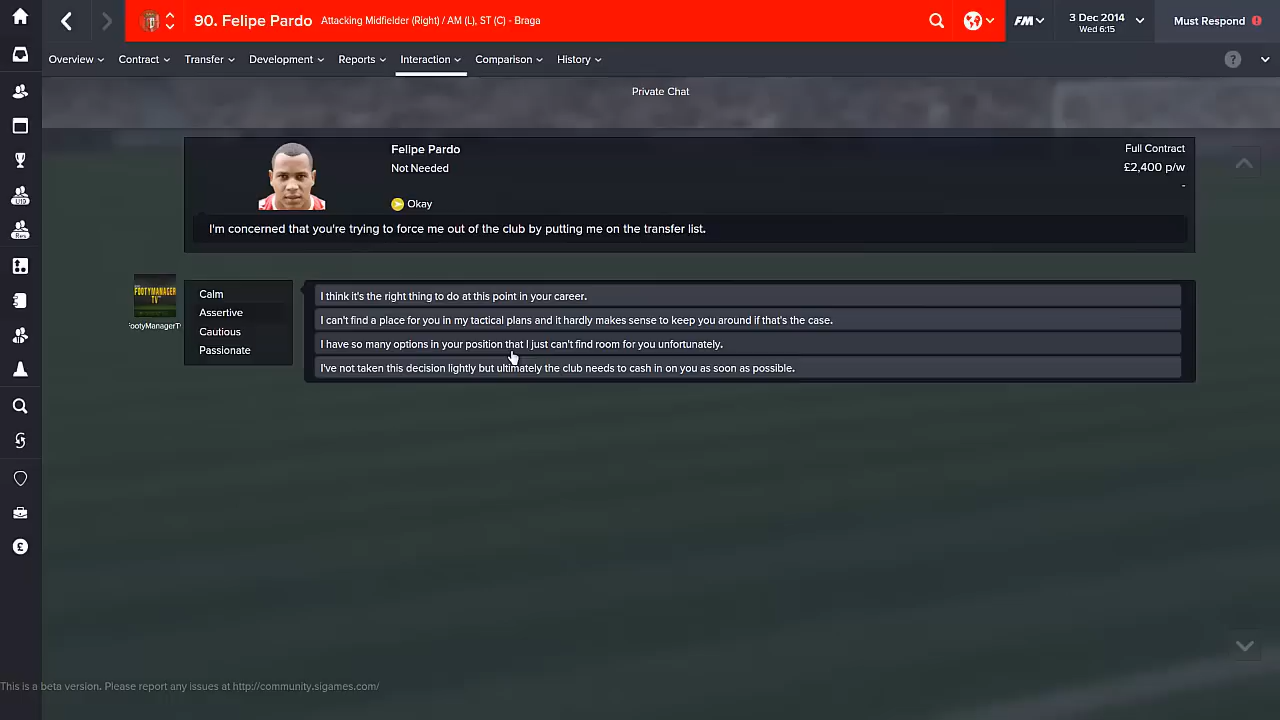 90. Felipe Pardo Attacking Midfielder (Right) / AM (L), ST (C) - Braga
FM
3 Dec 2014
Wed 6:15
Must Respond
Overview Contract Transfer Development Reports Interaction Comparison History
Private Chat
Felipe Pardo
Not Needed
Okay
Full Contract
£2,400 p/w
-
I'm concerned that you're trying to force me out of the club by putting me on the transfer list.
FOOTYMANAGER
TV
FootyManagerT
Calm
Assertive
Cautious
Passionate
I think it's the right thing to do at this point in your career.
I can't find a place for you in my tactical plans and it hardly makes sense to keep you around if that's the case.
I have so many options in your position that I just can't find room for you unfortunately.
I've not taken this decision lightly but ultimately the club needs to cash in on you as soon as possible.
This is a beta version. Please report any issues at http://community.sigames.com/